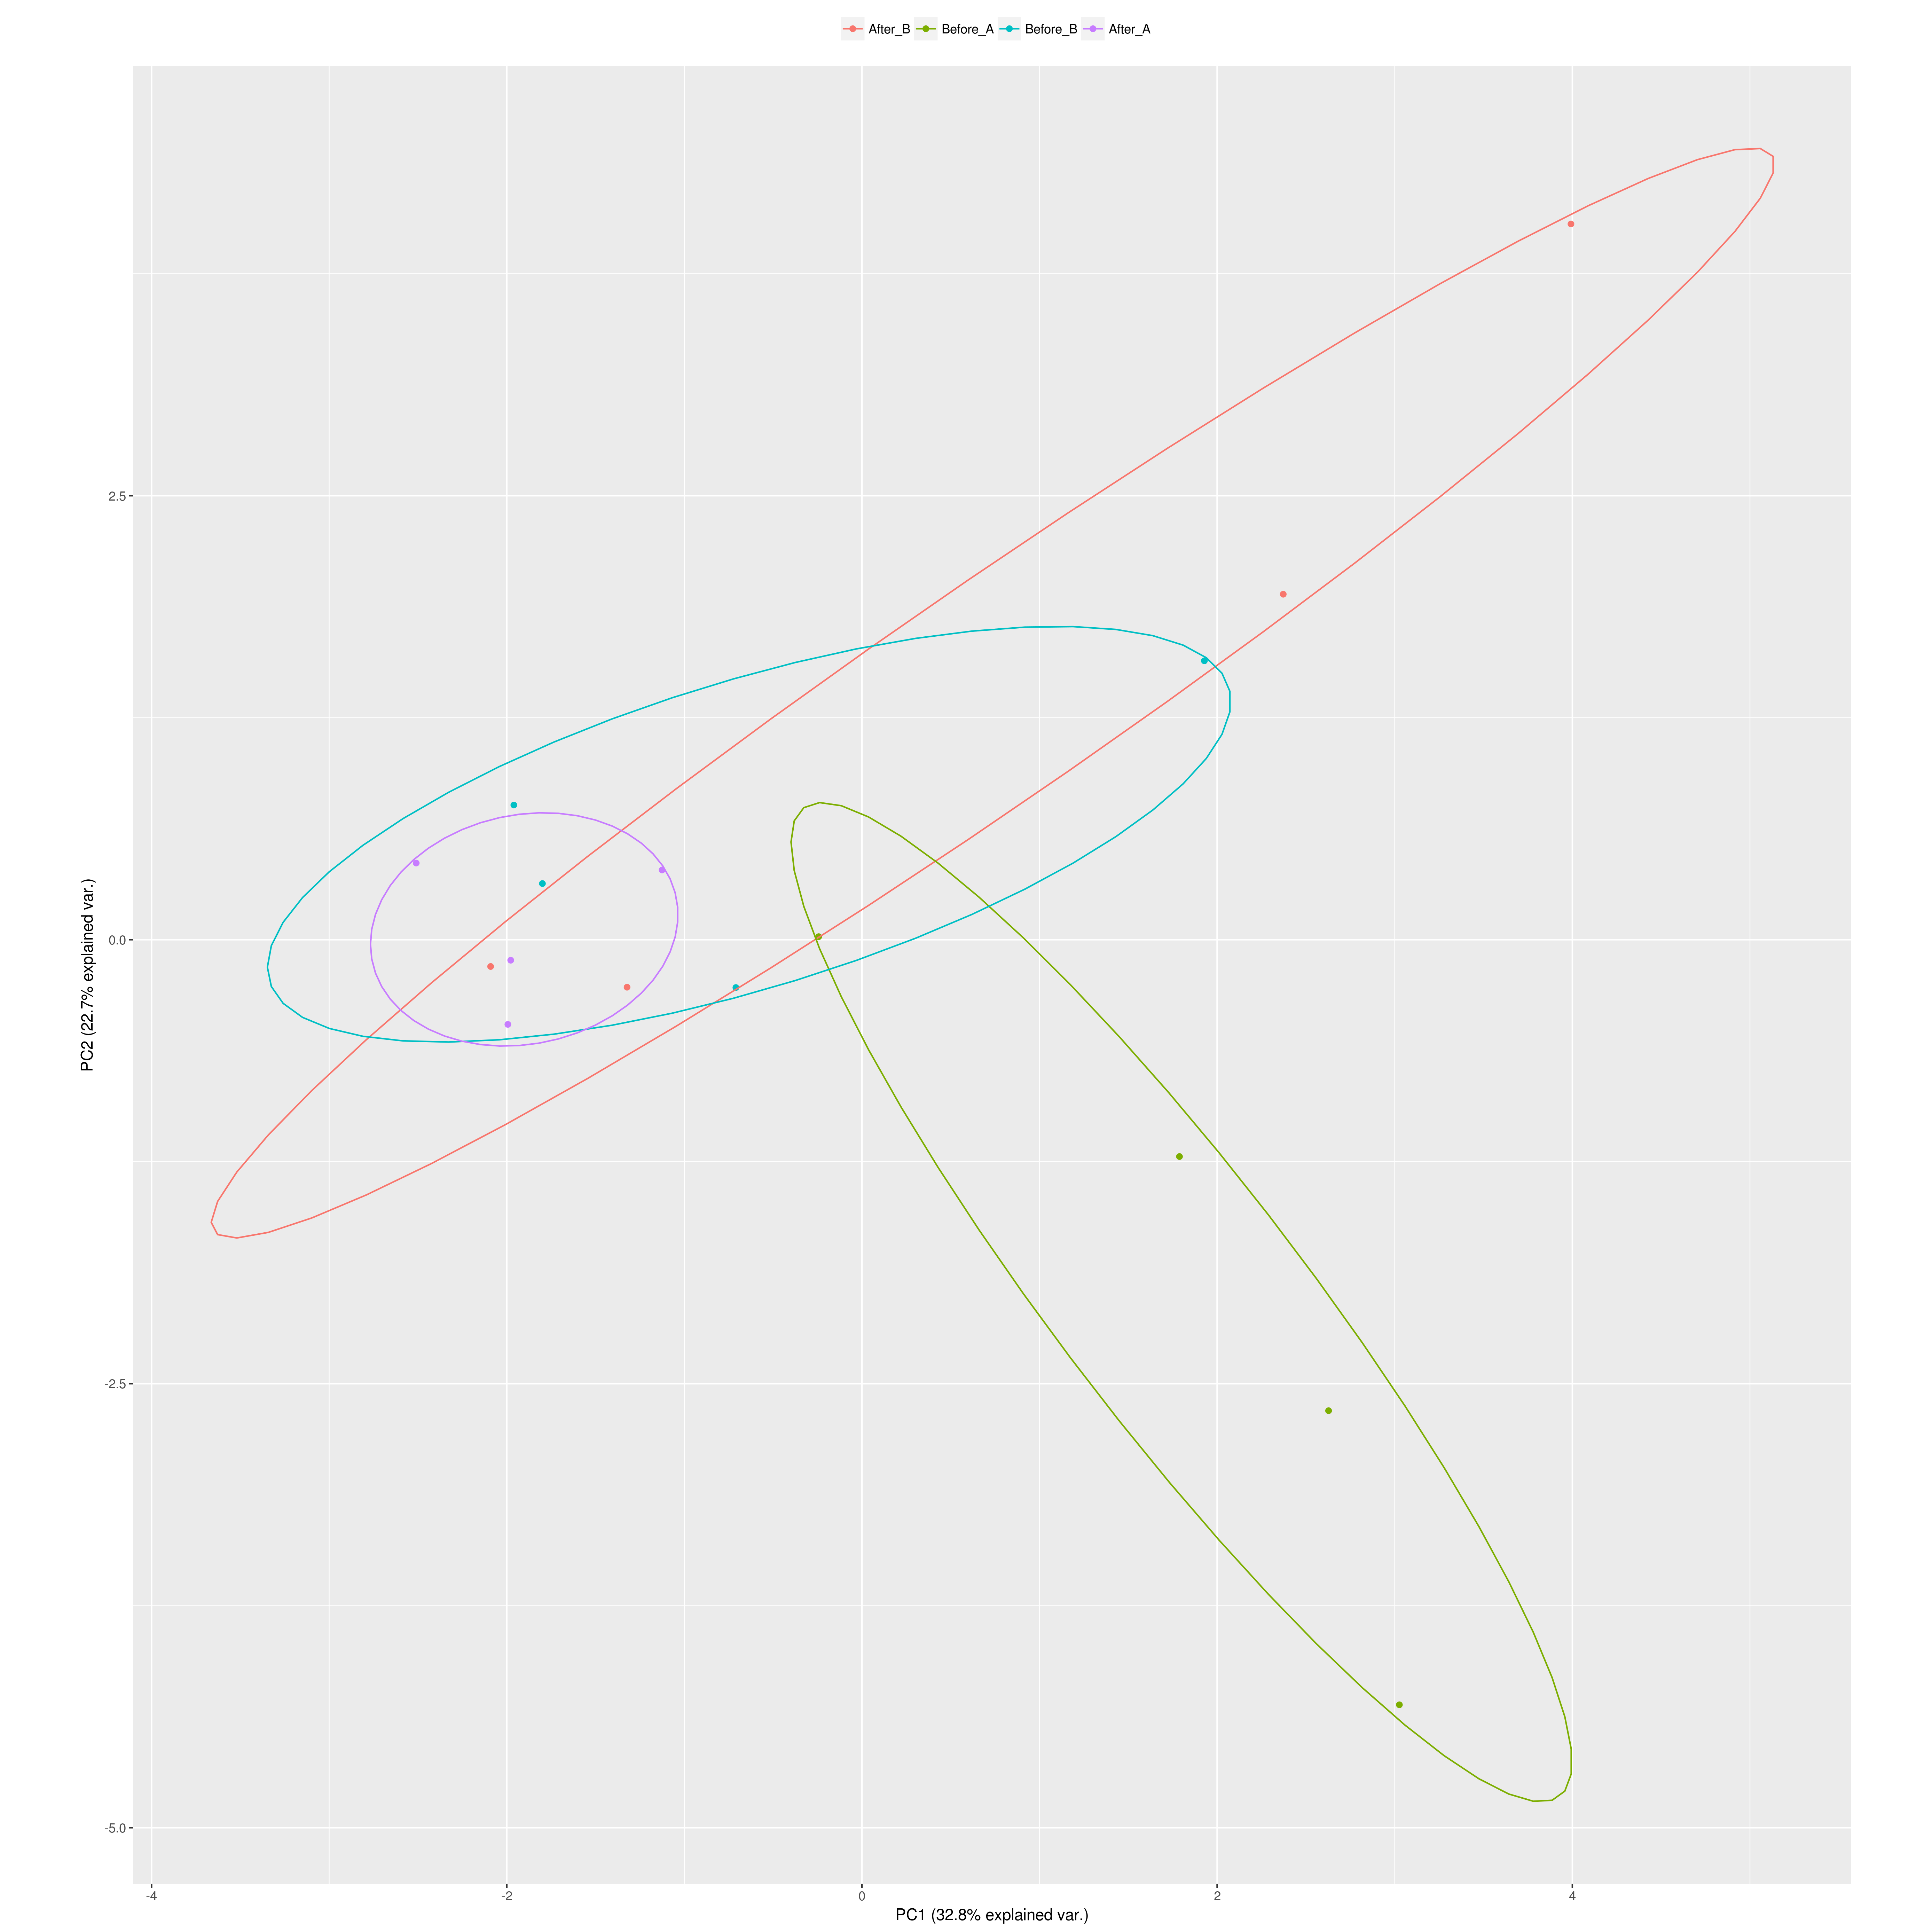 After_B Before_A Before_B After_A
2.5
0.0
-2.5
-5.0
PC2 (22.7% explained var.)
-4 -2 0 2 4
PC1 (32.8% explained var.)